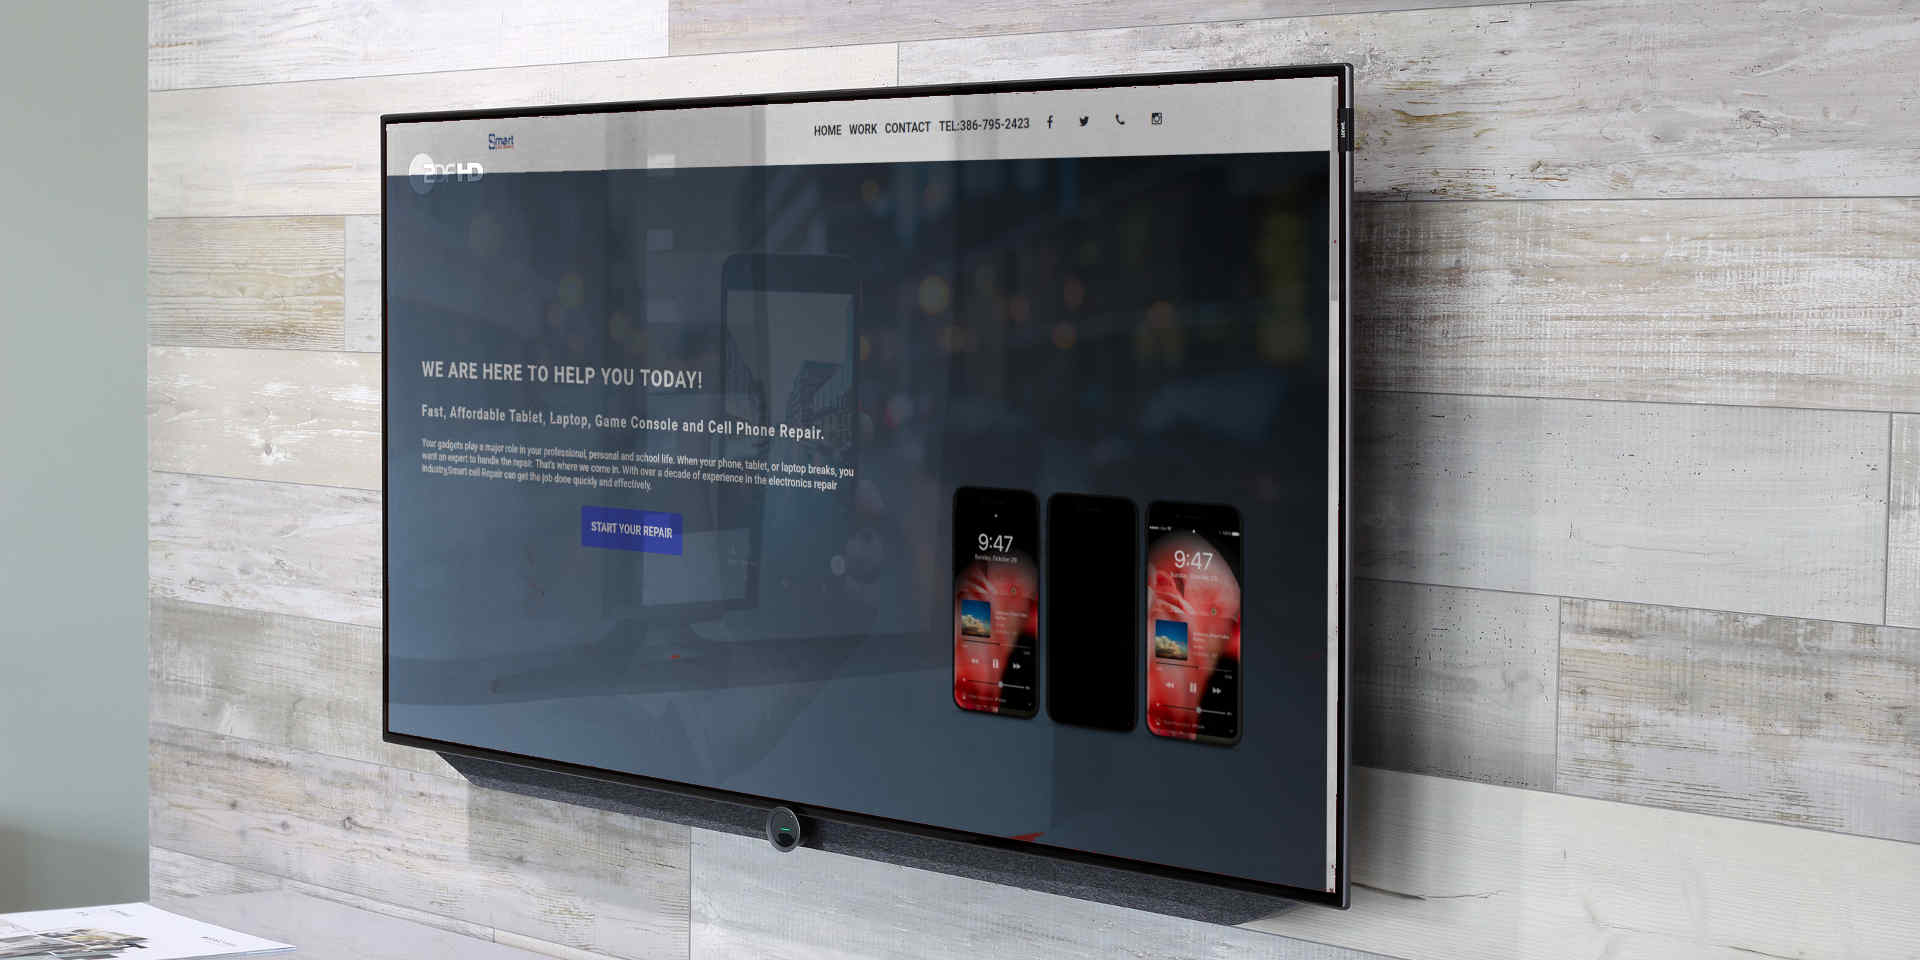 Smart
HOME WORK CONTACT TEL:386-795-2423
ZDF HD
WE ARE HERE TO HELP YOU TODAY!
Fast, Affordable Tablet, Laptop, Game Console and Cell Phone Repair.
Your gadgets play a major role in your professional, personal and school life. When your phone, tablet, or laptop breaks, you
want an expert to handle the repair. That's where we come in. With over a decade of experience in the electronics repair
industry,Smart cell Repair can get the job done quickly and effectively.
START YOUR REPAIR
9:47
9:47